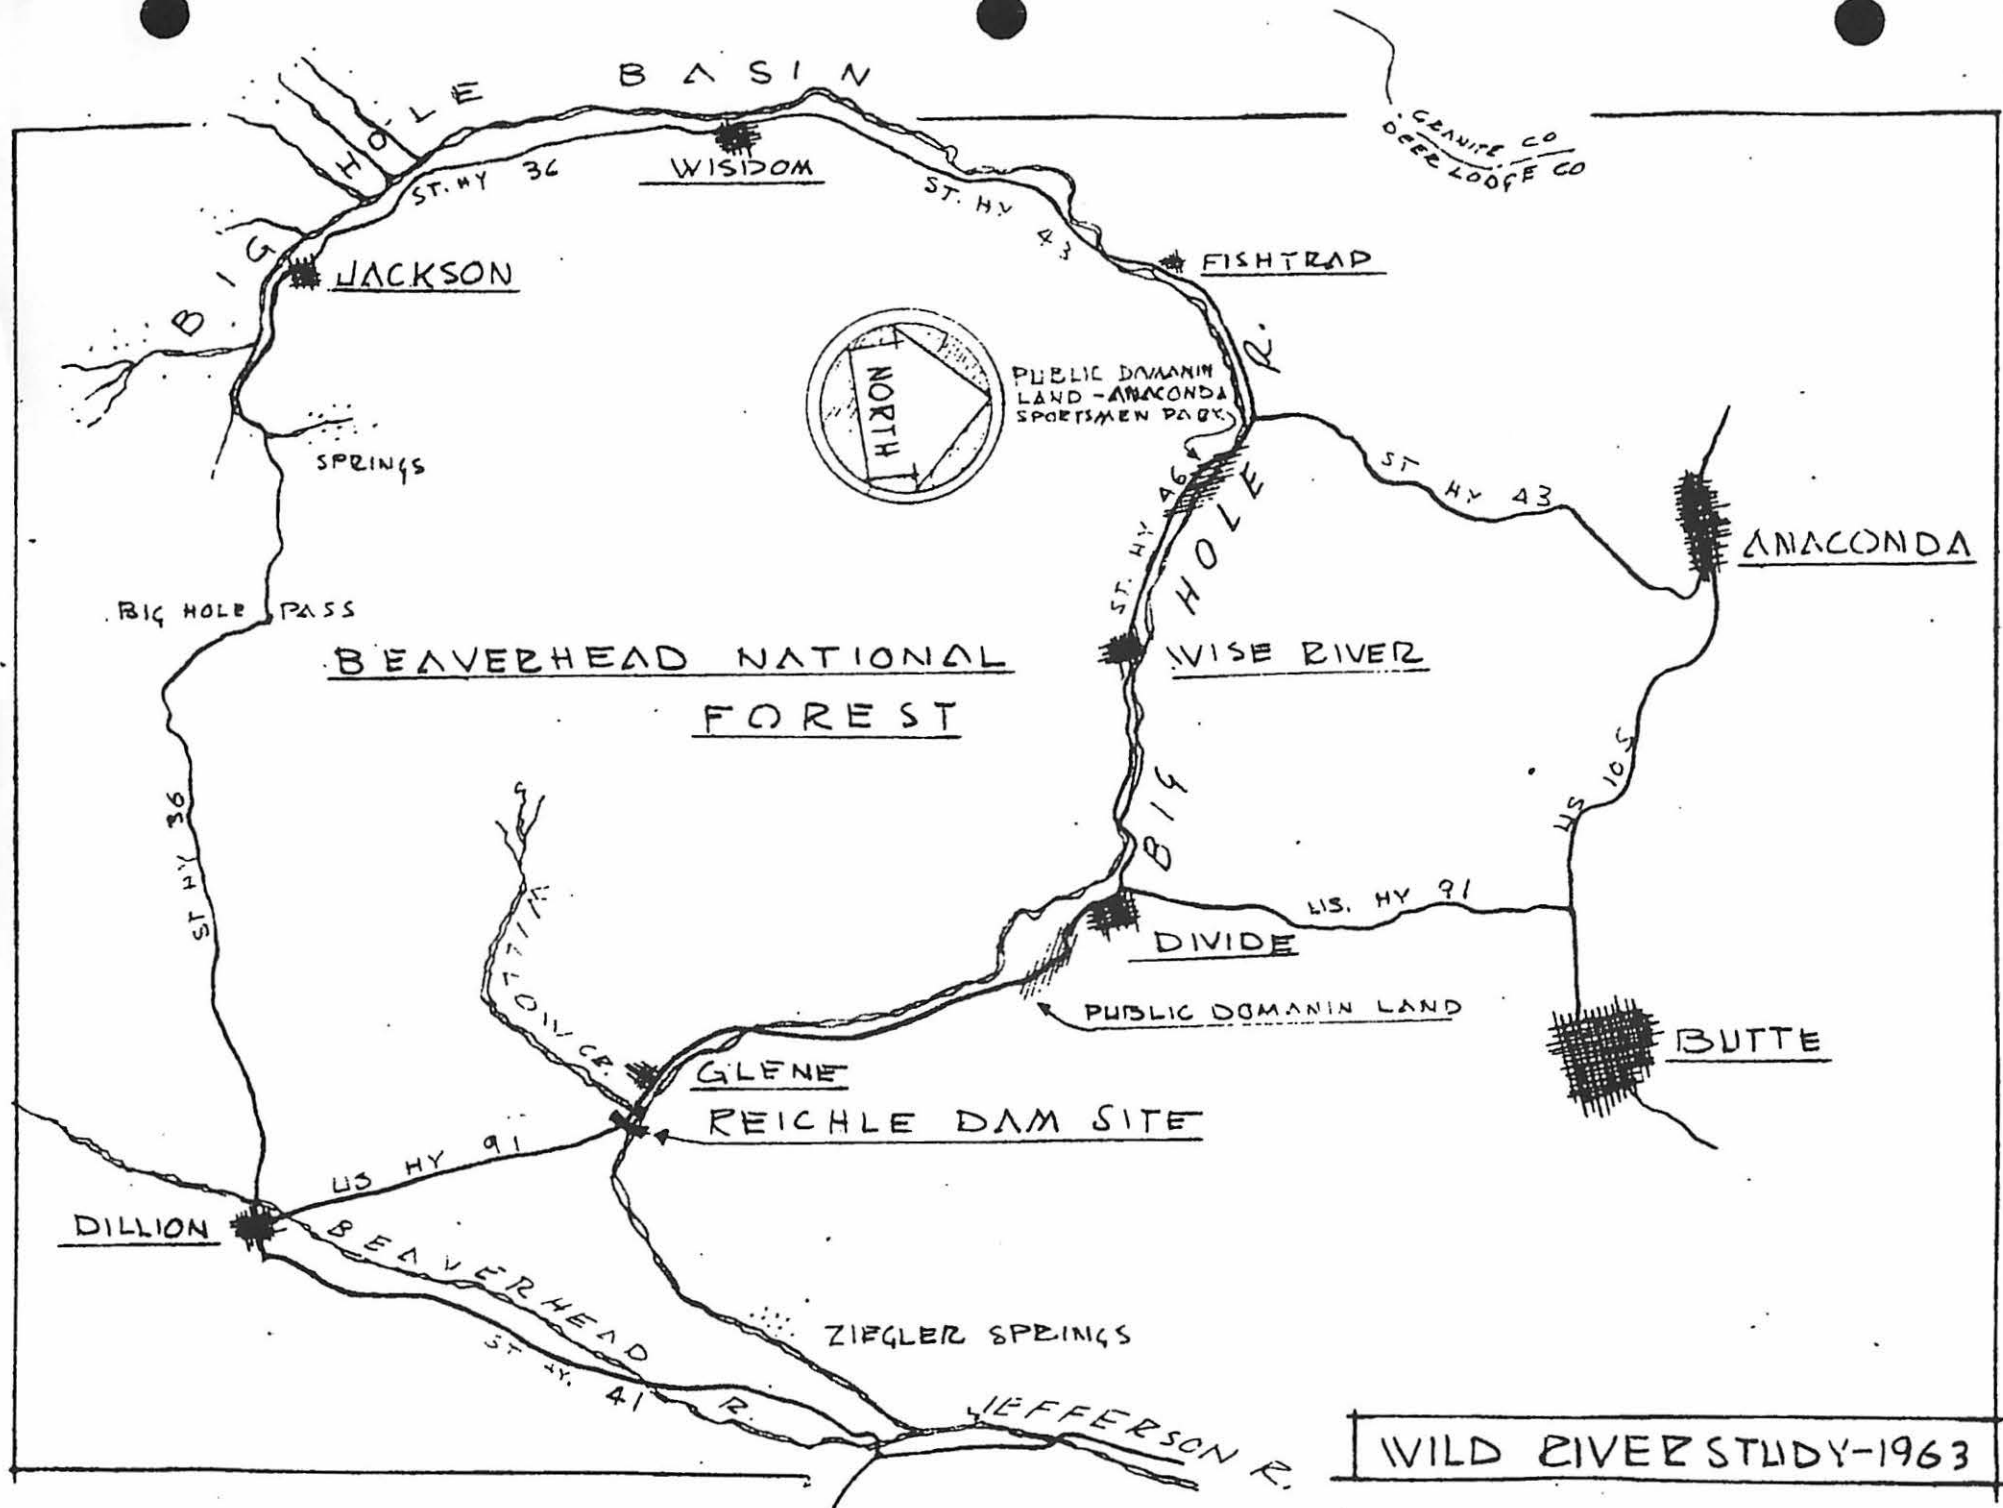 BIG HOLE BASIN
GRANITE CO
DEER LODGE CO
WISDOM
ST. HY 36
ST. HY 43
JACKSON
FISHTRAP
NORTH
PUBLIC DOMANIN
LAND - ANACONDA
SPORTSMEN PARK
SPRINGS
ST HY 43
ST. HY 46
ANACONDA
BIG HOLE PASS
BEAVERHEAD NATIONAL
FOREST
WISE RIVER
BIG HOLE R.
US 10 S
ST HY 36
US. HY 91
DIVIDE
WILLOW CR.
PUBLIC DOMANIN LAND
BUTTE
GLENE
REICHLE DAM SITE
US HY 91
DILLION
BEAVERHEAD R.
ST HY. 41
ZIEGLER SPRINGS
JEFFERSON R.
WILD RIVER STUDY-1963